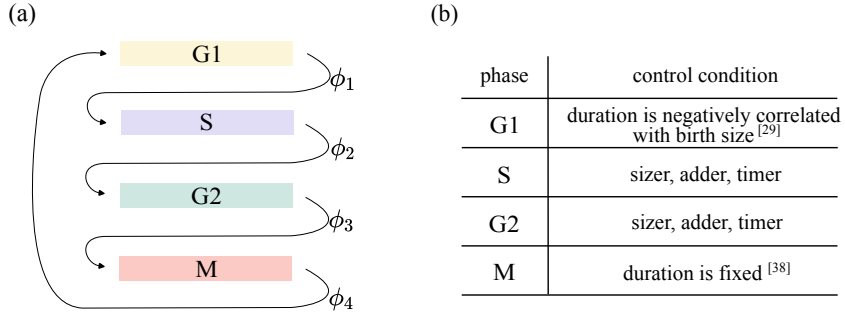 (a)
G1
ϕ1
S
ϕ2
G2
ϕ3
M
ϕ4
(b)
phase control condition
G1 duration is negatively correlated
with birth size [29]
S sizer, adder, timer
G2 sizer, adder, timer
M duration is fixed [38]